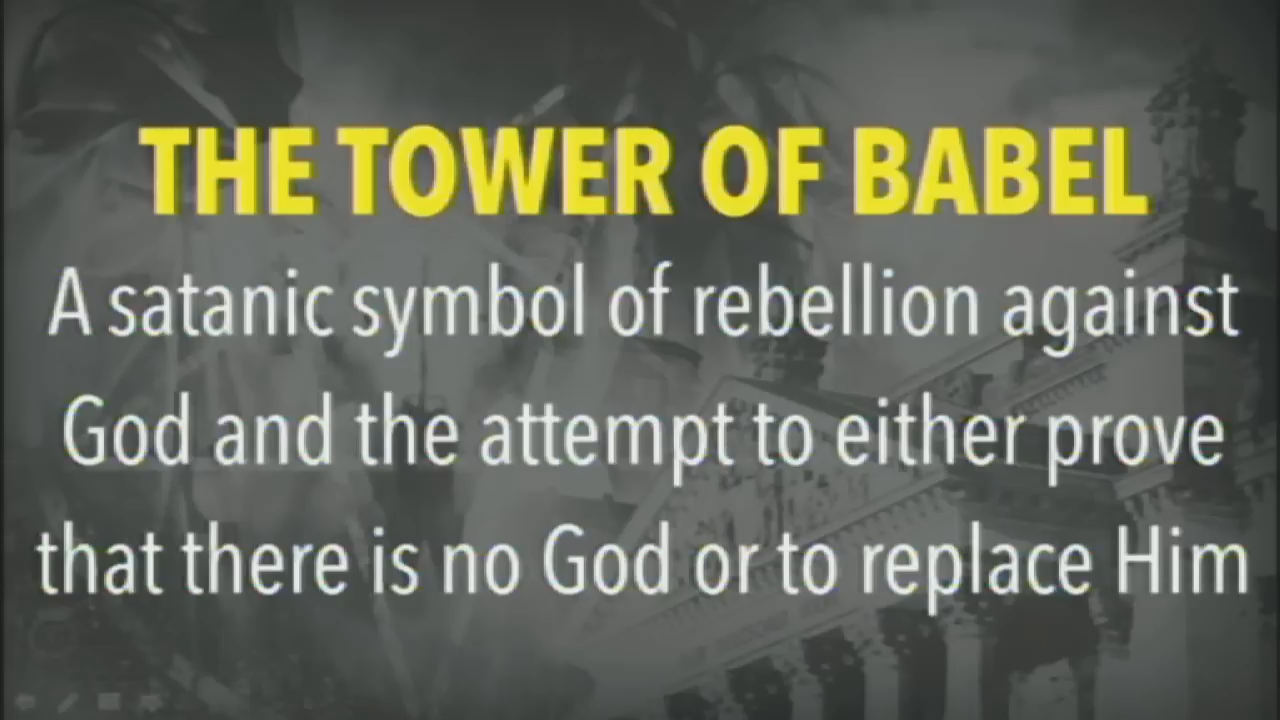 THE TOWER OF BABEL
A satanic symbol of rebellion against
God and the attempt to either prove
that there is no God or to replace Him